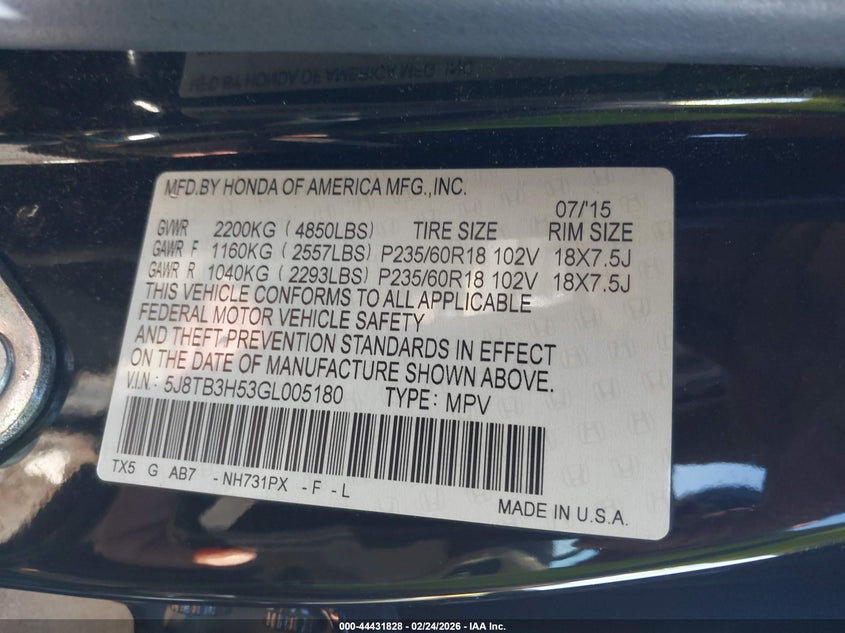 MFD.BY HONDA OF AMERICA MFG.,INC.
07/'15
GVWR 2200KG (4850LBS) TIRE SIZE RIM SIZE
GAWR F 1160KG (2557LBS) P235/60R18 102V 18X7.5J
GAWR R 1040KG (2293LBS) P235/60R18 102V 18X7.5J
THIS VEHICLE CONFORMS TO ALL APPLICABLE
FEDERAL MOTOR VEHICLE SAFETY
AND THEFT PREVENTION STANDARDS IN EFFECT
ON THE DATE OF MANUFACTURE SHOWN ABOVE.
V.I.N.: 5J8TB3H53GL005180 TYPE: MPV
TX5 G AB7 -NH731PX -F -L
MADE IN U.S.A.
000-44431828 - 02/24/2026 - IAA Inc.